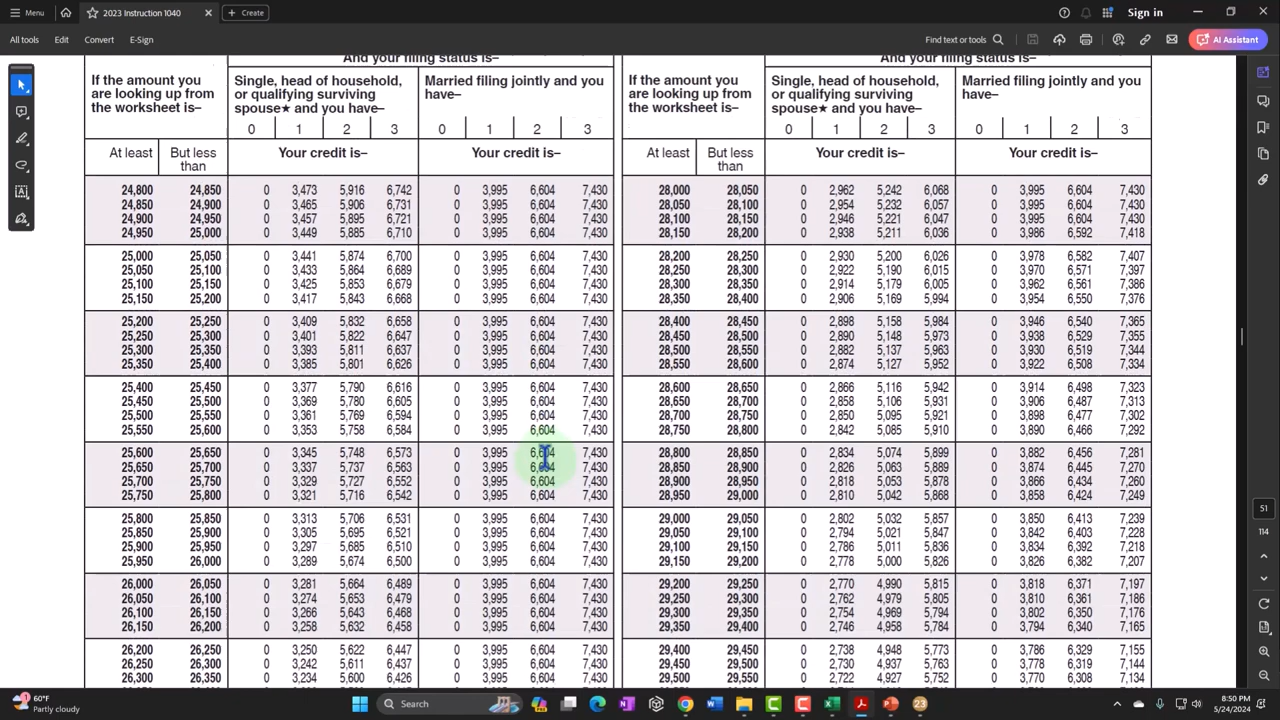 Menu
2023 Instruction 1040
Create
Sign in
All tools Edit Convert E-Sign
Find text or tools
AI Assistant
And your filing status is–
And your filing status is–
If the amount you are looking up from the worksheet is–
Single, head of household, or qualifying surviving spouse★ and you have–
Married filing jointly and you have–
If the amount you are looking up from the worksheet is–
Single, head of household, or qualifying surviving spouse★ and you have–
Married filing jointly and you have–
0 1 2 3 0 1 2 3 0 1 2 3 0 1 2 3
At least But less than Your credit is– Your credit is– At least But less than Your credit is– Your credit is–
24,800 24,850 0 3,473 5,916 6,742 0 3,995 6,604 7,430 28,000 28,050 0 2,962 5,242 6,068 0 3,995 6,604 7,430
24,850 24,900 0 3,465 5,906 6,731 0 3,995 6,604 7,430 28,050 28,100 0 2,954 5,232 6,057 0 3,995 6,604 7,430
24,900 24,950 0 3,457 5,895 6,721 0 3,995 6,604 7,430 28,100 28,150 0 2,946 5,221 6,047 0 3,995 6,604 7,430
24,950 25,000 0 3,449 5,885 6,710 0 3,995 6,604 7,430 28,150 28,200 0 2,938 5,211 6,036 0 3,986 6,592 7,418
25,000 25,050 0 3,441 5,874 6,700 0 3,995 6,604 7,430 28,200 28,250 0 2,930 5,200 6,026 0 3,978 6,582 7,407
25,050 25,100 0 3,433 5,864 6,689 0 3,995 6,604 7,430 28,250 28,300 0 2,922 5,190 6,015 0 3,970 6,571 7,397
25,100 25,150 0 3,425 5,853 6,679 0 3,995 6,604 7,430 28,300 28,350 0 2,914 5,179 6,005 0 3,962 6,561 7,386
25,150 25,200 0 3,417 5,843 6,668 0 3,995 6,604 7,430 28,350 28,400 0 2,906 5,169 5,994 0 3,954 6,550 7,376
25,200 25,250 0 3,409 5,832 6,658 0 3,995 6,604 7,430 28,400 28,450 0 2,898 5,158 5,984 0 3,946 6,540 7,365
25,250 25,300 0 3,401 5,822 6,647 0 3,995 6,604 7,430 28,450 28,500 0 2,890 5,148 5,973 0 3,938 6,529 7,355
25,300 25,350 0 3,393 5,811 6,637 0 3,995 6,604 7,430 28,500 28,550 0 2,882 5,137 5,963 0 3,930 6,519 7,344
25,350 25,400 0 3,385 5,801 6,626 0 3,995 6,604 7,430 28,550 28,600 0 2,874 5,127 5,952 0 3,922 6,508 7,334
25,400 25,450 0 3,377 5,790 6,616 0 3,995 6,604 7,430 28,600 28,650 0 2,866 5,116 5,942 0 3,914 6,498 7,323
25,450 25,500 0 3,369 5,780 6,605 0 3,995 6,604 7,430 28,650 28,700 0 2,858 5,106 5,931 0 3,906 6,487 7,313
25,500 25,550 0 3,361 5,769 6,594 0 3,995 6,604 7,430 28,700 28,750 0 2,850 5,095 5,921 0 3,898 6,477 7,302
25,550 25,600 0 3,353 5,758 6,584 0 3,995 6,604 7,430 28,750 28,800 0 2,842 5,085 5,910 0 3,890 6,466 7,292
25,600 25,650 0 3,345 5,748 6,573 0 3,995 6,604 7,430 28,800 28,850 0 2,834 5,074 5,899 0 3,882 6,456 7,281
25,650 25,700 0 3,337 5,737 6,563 0 3,995 6,604 7,430 28,850 28,900 0 2,826 5,063 5,889 0 3,874 6,445 7,270
25,700 25,750 0 3,329 5,727 6,552 0 3,995 6,604 7,430 28,900 28,950 0 2,818 5,053 5,878 0 3,866 6,434 7,260
25,750 25,800 0 3,321 5,716 6,542 0 3,995 6,604 7,430 28,950 29,000 0 2,810 5,042 5,868 0 3,858 6,424 7,249
25,800 25,850 0 3,313 5,706 6,531 0 3,995 6,604 7,430 29,000 29,050 0 2,802 5,032 5,857 0 3,850 6,413 7,239
25,850 25,900 0 3,305 5,695 6,521 0 3,995 6,604 7,430 29,050 29,100 0 2,794 5,021 5,847 0 3,842 6,403 7,228
25,900 25,950 0 3,297 5,685 6,510 0 3,995 6,604 7,430 29,100 29,150 0 2,786 5,011 5,836 0 3,834 6,392 7,218
25,950 26,000 0 3,289 5,674 6,500 0 3,995 6,604 7,430 29,150 29,200 0 2,778 5,000 5,826 0 3,826 6,382 7,207
26,000 26,050 0 3,281 5,664 6,489 0 3,995 6,604 7,430 29,200 29,250 0 2,770 4,990 5,815 0 3,818 6,371 7,197
26,050 26,100 0 3,274 5,653 6,479 0 3,995 6,604 7,430 29,250 29,300 0 2,762 4,979 5,805 0 3,810 6,361 7,186
26,100 26,150 0 3,266 5,643 6,468 0 3,995 6,604 7,430 29,300 29,350 0 2,754 4,969 5,794 0 3,802 6,350 7,176
26,150 26,200 0 3,258 5,632 6,458 0 3,995 6,604 7,430 29,350 29,400 0 2,746 4,958 5,784 0 3,794 6,340 7,165
26,200 26,250 0 3,250 5,622 6,447 0 3,995 6,604 7,430 29,400 29,450 0 2,738 4,948 5,773 0 3,786 6,329 7,155
26,250 26,300 0 3,242 5,611 6,437 0 3,995 6,604 7,430 29,450 29,500 0 2,730 4,937 5,763 0 3,778 6,319 7,144
26,300 26,350 0 3,234 5,600 6,426 0 3,995 6,604 7,430 29,500 29,550 0 2,722 4,927 5,752 0 3,770 6,308 7,134
51
114
60°F
Partly cloudy
Search
23
8:50 PM
5/24/2024